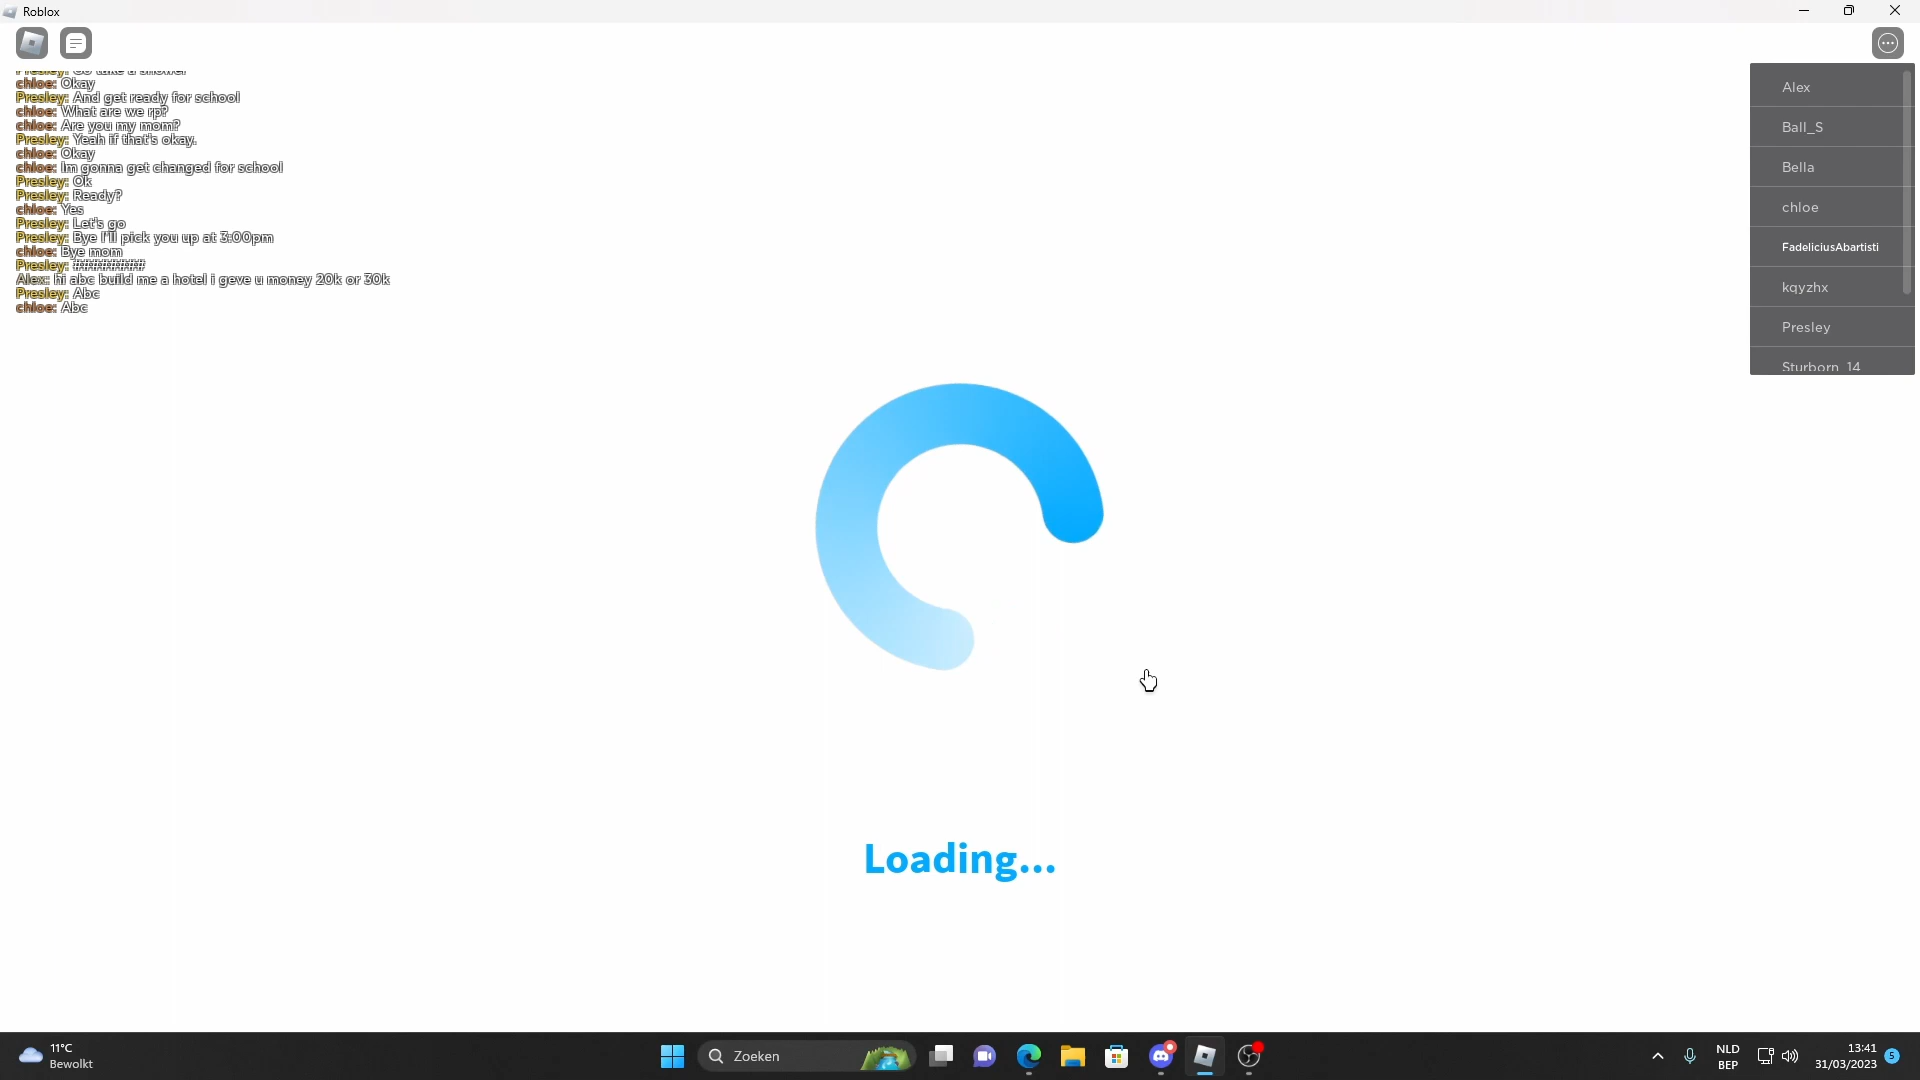 Roblox
Presley: Go take a shower
chloe: Okay
Presley: And get ready for school
chloe: What are we rp?
chloe: Are you my mom?
Presley: Yeah if that's okay.
chloe: Okay
chloe: Im gonna get changed for school
Presley: Ok
Presley: Ready?
chloe: Yes
Presley: Let's go
Presley: Bye I'll pick you up at 3:00pm
chloe: Bye mom
Presley: #########
Alex: hi abc build me a hotel i geve u money 20k or 30k
Presley: Abc
chloe: Abc
Alex
Ball_S
Bella
chloe
FadeliciusAbartisti
kqyzhx
Presley
Sturborn_14
Loading...
11°C
Bewolkt
Zoeken
NLD
BEP
13:41
31/03/2023
5